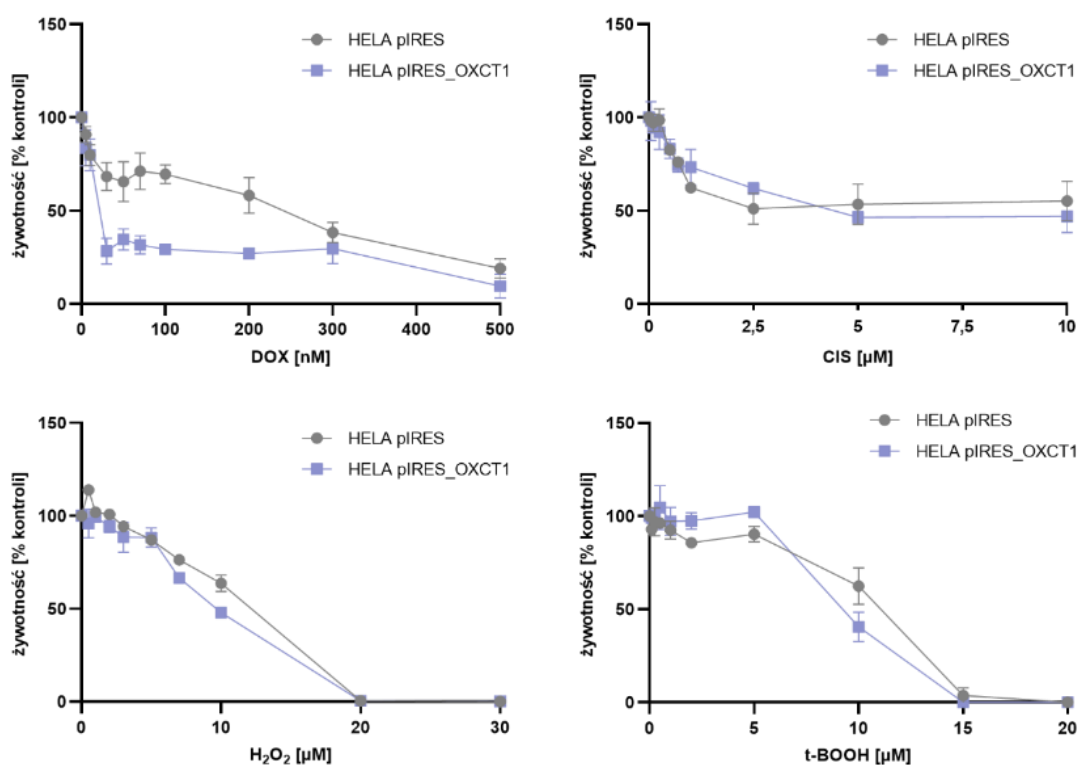 150
HELA pIRES
HELA pIRES_OXCT1
100
50
0
żywotność [% kontroli]
0
100
200
300
400
500
DOX [nM]
150
HELA pIRES
HELA pIRES_OXCT1
100
50
0
żywotność [% kontroli]
0
2,5
5
7,5
10
CIS [µM]
150
HELA pIRES
HELA pIRES_OXCT1
100
50
0
żywotność [% kontroli]
0
10
20
30
H₂O₂ [µM]
150
HELA pIRES
HELA pIRES_OXCT1
100
50
0
żywotność [% kontroli]
0
5
10
15
20
t-BOOH [µM]